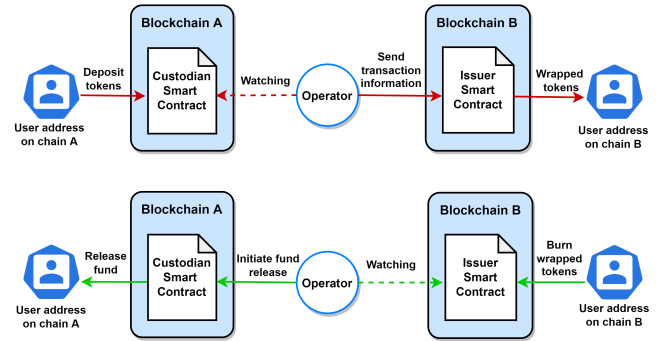 Blockchain A
Blockchain B
Deposit
tokens
Custodian
Smart
Contract
Watching
Operator
Send
transaction
information
Issuer
Smart
Contract
Wrapped
tokens
User address
on chain A
User address
on chain B
Blockchain A
Blockchain B
Release
fund
Custodian
Smart
Contract
Initiate fund
release
Operator
Watching
Issuer
Smart
Contract
Burn
wrapped
tokens
User address
on chain A
User address
on chain B